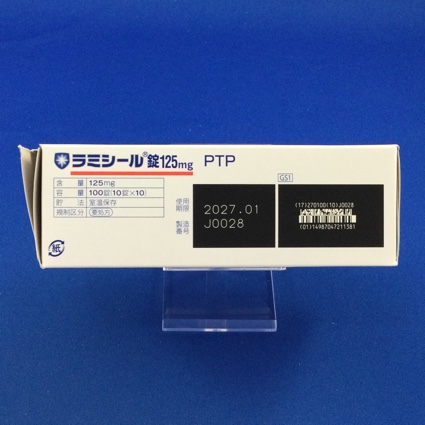 ラミシール®錠125mg PTP
含 量 125mg
容 量 100錠(10錠×10)
貯 法 室温保存
規制区分 要処方
使用期限 2027.01
製造番号 J0028
GS1
(17)270100(10)J0028
(01)14987047211381
紙